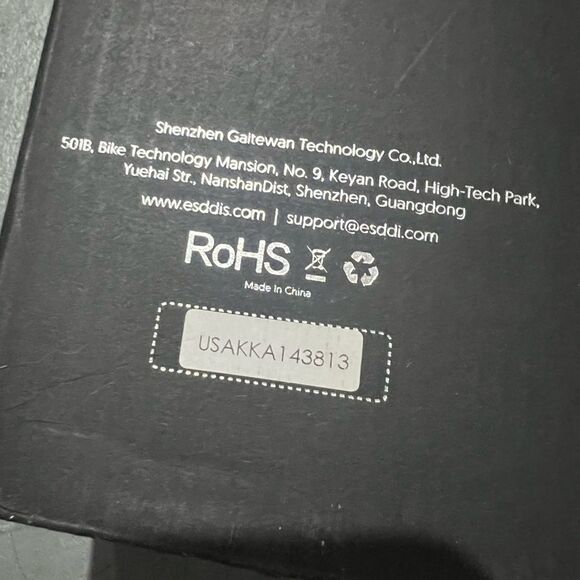 Shenzhen Gaitewan Technology Co.,Ltd.
501B, Bike Technology Mansion, No. 9, Keyan Road, High-Tech Park,
Yuehai Str., NanshanDist, Shenzhen, Guangdong
www.esddis.com | support@esddi.com
RoHS
Made In China
USAKKA143813